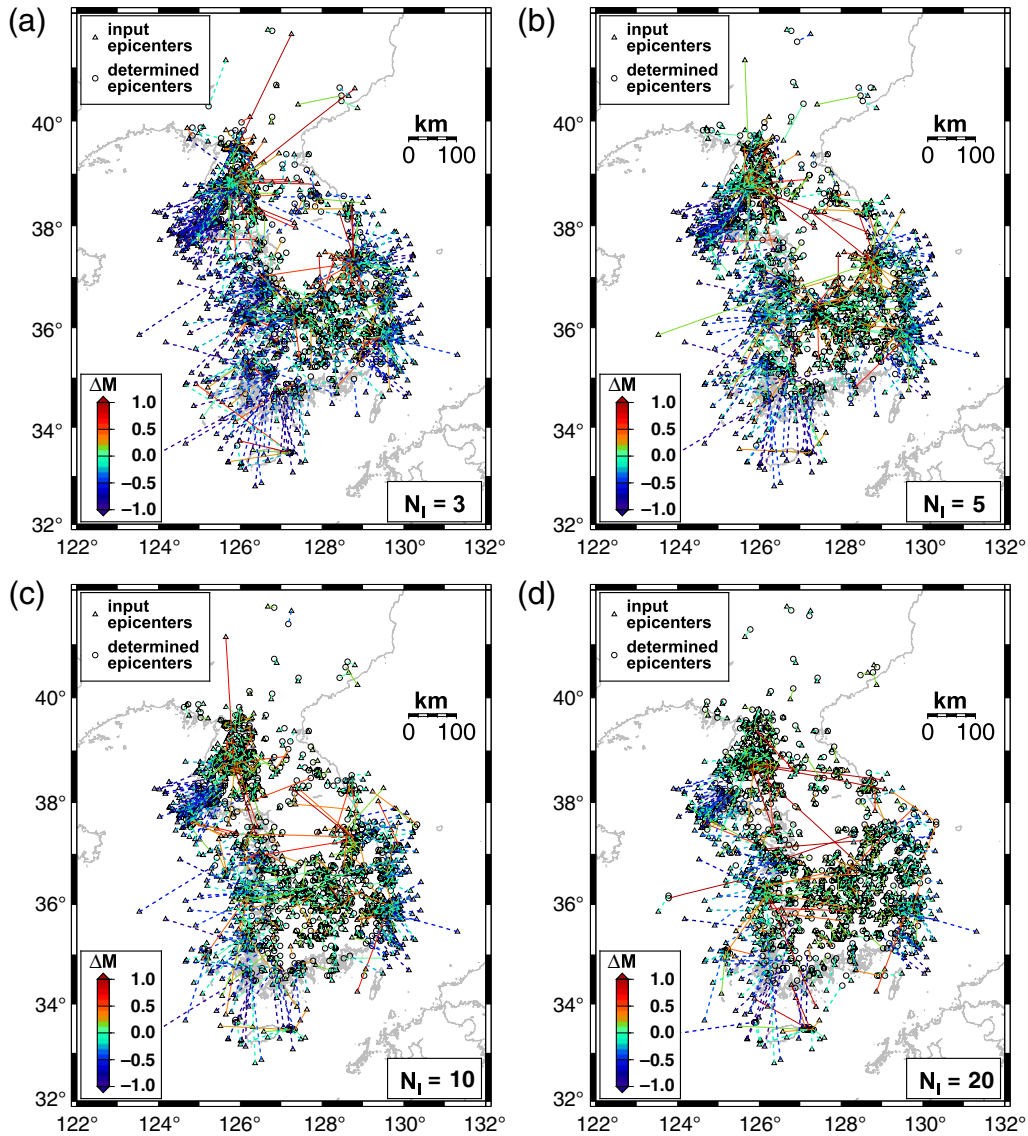 (a)
input
epicenters
determined
epicenters
km
0 100
40°
38°
36°
34°
32°
ΔM
1.0
0.5
0.0
−0.5
−1.0
N_I = 3
122° 124° 126° 128° 130° 132°
(b)
input
epicenters
determined
epicenters
km
0 100
40°
38°
36°
34°
32°
ΔM
1.0
0.5
0.0
−0.5
−1.0
N_I = 5
122° 124° 126° 128° 130° 132°
(c)
input
epicenters
determined
epicenters
km
0 100
40°
38°
36°
34°
32°
ΔM
1.0
0.5
0.0
−0.5
−1.0
N_I = 10
122° 124° 126° 128° 130° 132°
(d)
input
epicenters
determined
epicenters
km
0 100
40°
38°
36°
34°
32°
ΔM
1.0
0.5
0.0
−0.5
−1.0
N_I = 20
122° 124° 126° 128° 130° 132°